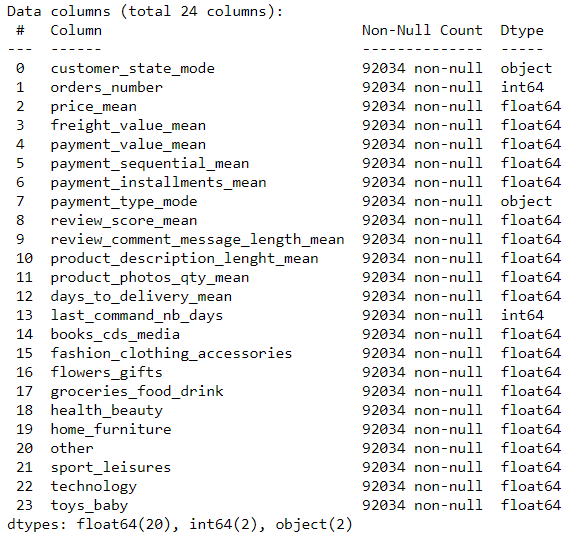 Data columns (total 24 columns):
 #   Column                             Non-Null Count  Dtype
---  ------                             --------------  -----
 0   customer_state_mode                92034 non-null  object
 1   orders_number                      92034 non-null  int64
 2   price_mean                         92034 non-null  float64
 3   freight_value_mean                 92034 non-null  float64
 4   payment_value_mean                 92034 non-null  float64
 5   payment_sequential_mean            92034 non-null  float64
 6   payment_installments_mean          92034 non-null  float64
 7   payment_type_mode                  92034 non-null  object
 8   review_score_mean                  92034 non-null  float64
 9   review_comment_message_length_mean 92034 non-null  float64
 10  product_description_lenght_mean    92034 non-null  float64
 11  product_photos_qty_mean            92034 non-null  float64
 12  days_to_delivery_mean              92034 non-null  float64
 13  last_command_nb_days               92034 non-null  int64
 14  books_cds_media                    92034 non-null  float64
 15  fashion_clothing_accessories       92034 non-null  float64
 16  flowers_gifts                      92034 non-null  float64
 17  groceries_food_drink               92034 non-null  float64
 18  health_beauty                      92034 non-null  float64
 19  home_furniture                     92034 non-null  float64
 20  other                              92034 non-null  float64
 21  sport_leisures                     92034 non-null  float64
 22  technology                         92034 non-null  float64
 23  toys_baby                          92034 non-null  float64
dtypes: float64(20), int64(2), object(2)